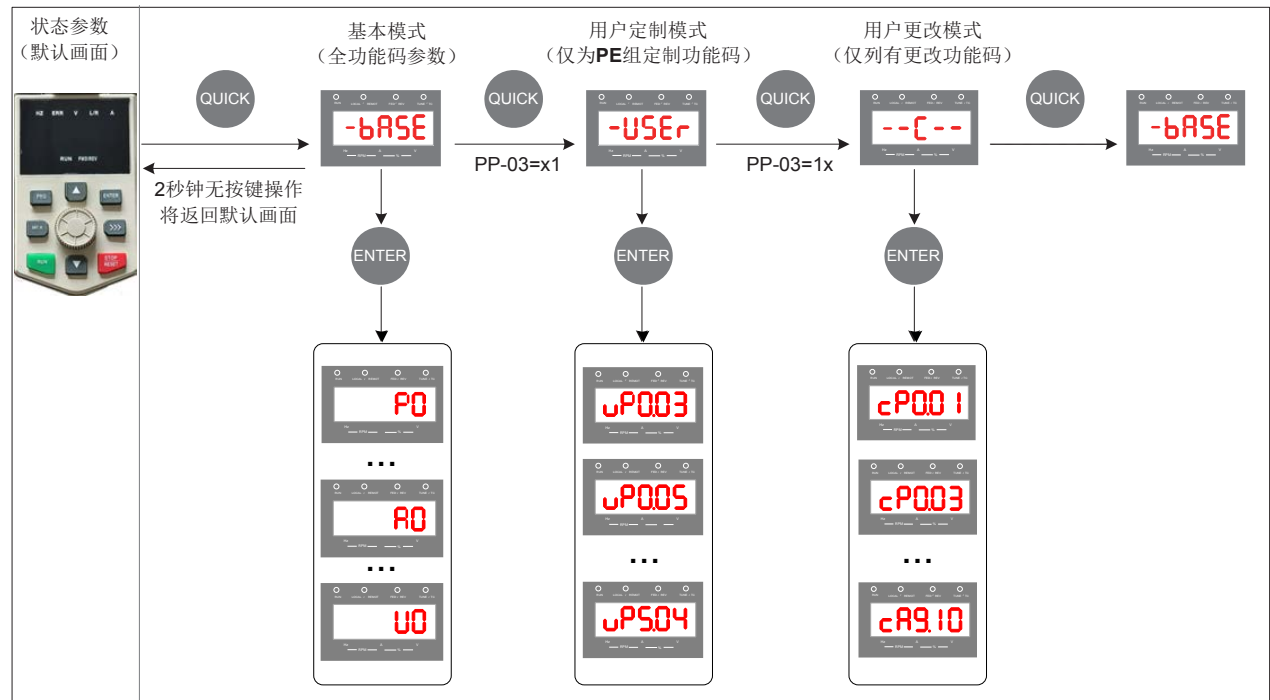 状态参数
（默认画面）
基本模式
（全功能码参数）
用户定制模式
（仅为PE组定制功能码）
用户更改模式
（仅列有更改功能码）
QUICK
QUICK
QUICK
QUICK
HZ ERR V L/R A
RUN FWD/REV
ENTER
>>>
RUN
STOP
RESET
-bASE
-USEr
--C--
-bASE
PP-03=x1
PP-03=1x
2秒钟无按键操作
将返回默认画面
ENTER
ENTER
ENTER
P0
...
A0
...
U0
uP0.03
uP0.05
...
uP5.04
cP0.01
cP0.03
...
cA9.10